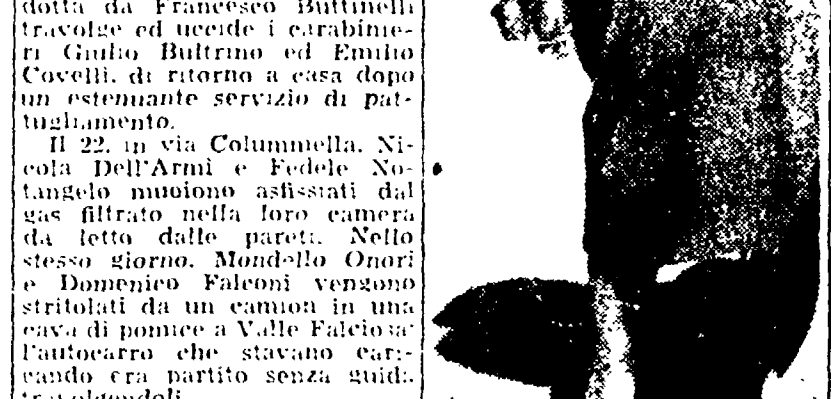 dotta da Francesco Buttinelli
travolge ed uccide i carabinie-
ri Giulio Bultrino ed Emilio
Covelli, di ritorno a casa dopo
un estenuante servizio di pat-
tugliamento.
Il 22, in via Columnella, Ni-
cola Dell'Armi e Fedele No-
tangelo muoiono asfissiati dal
gas filtrato nella loro camera
da letto dalle pareti. Nello
stesso giorno, Mondello Onori
e Domenico Falconi vengono
stritolati da un camion in una
cava di pomice a Valle Falciosa:
l'autocarro che stavano cari-
cando era partito senza guida
travolgendoli